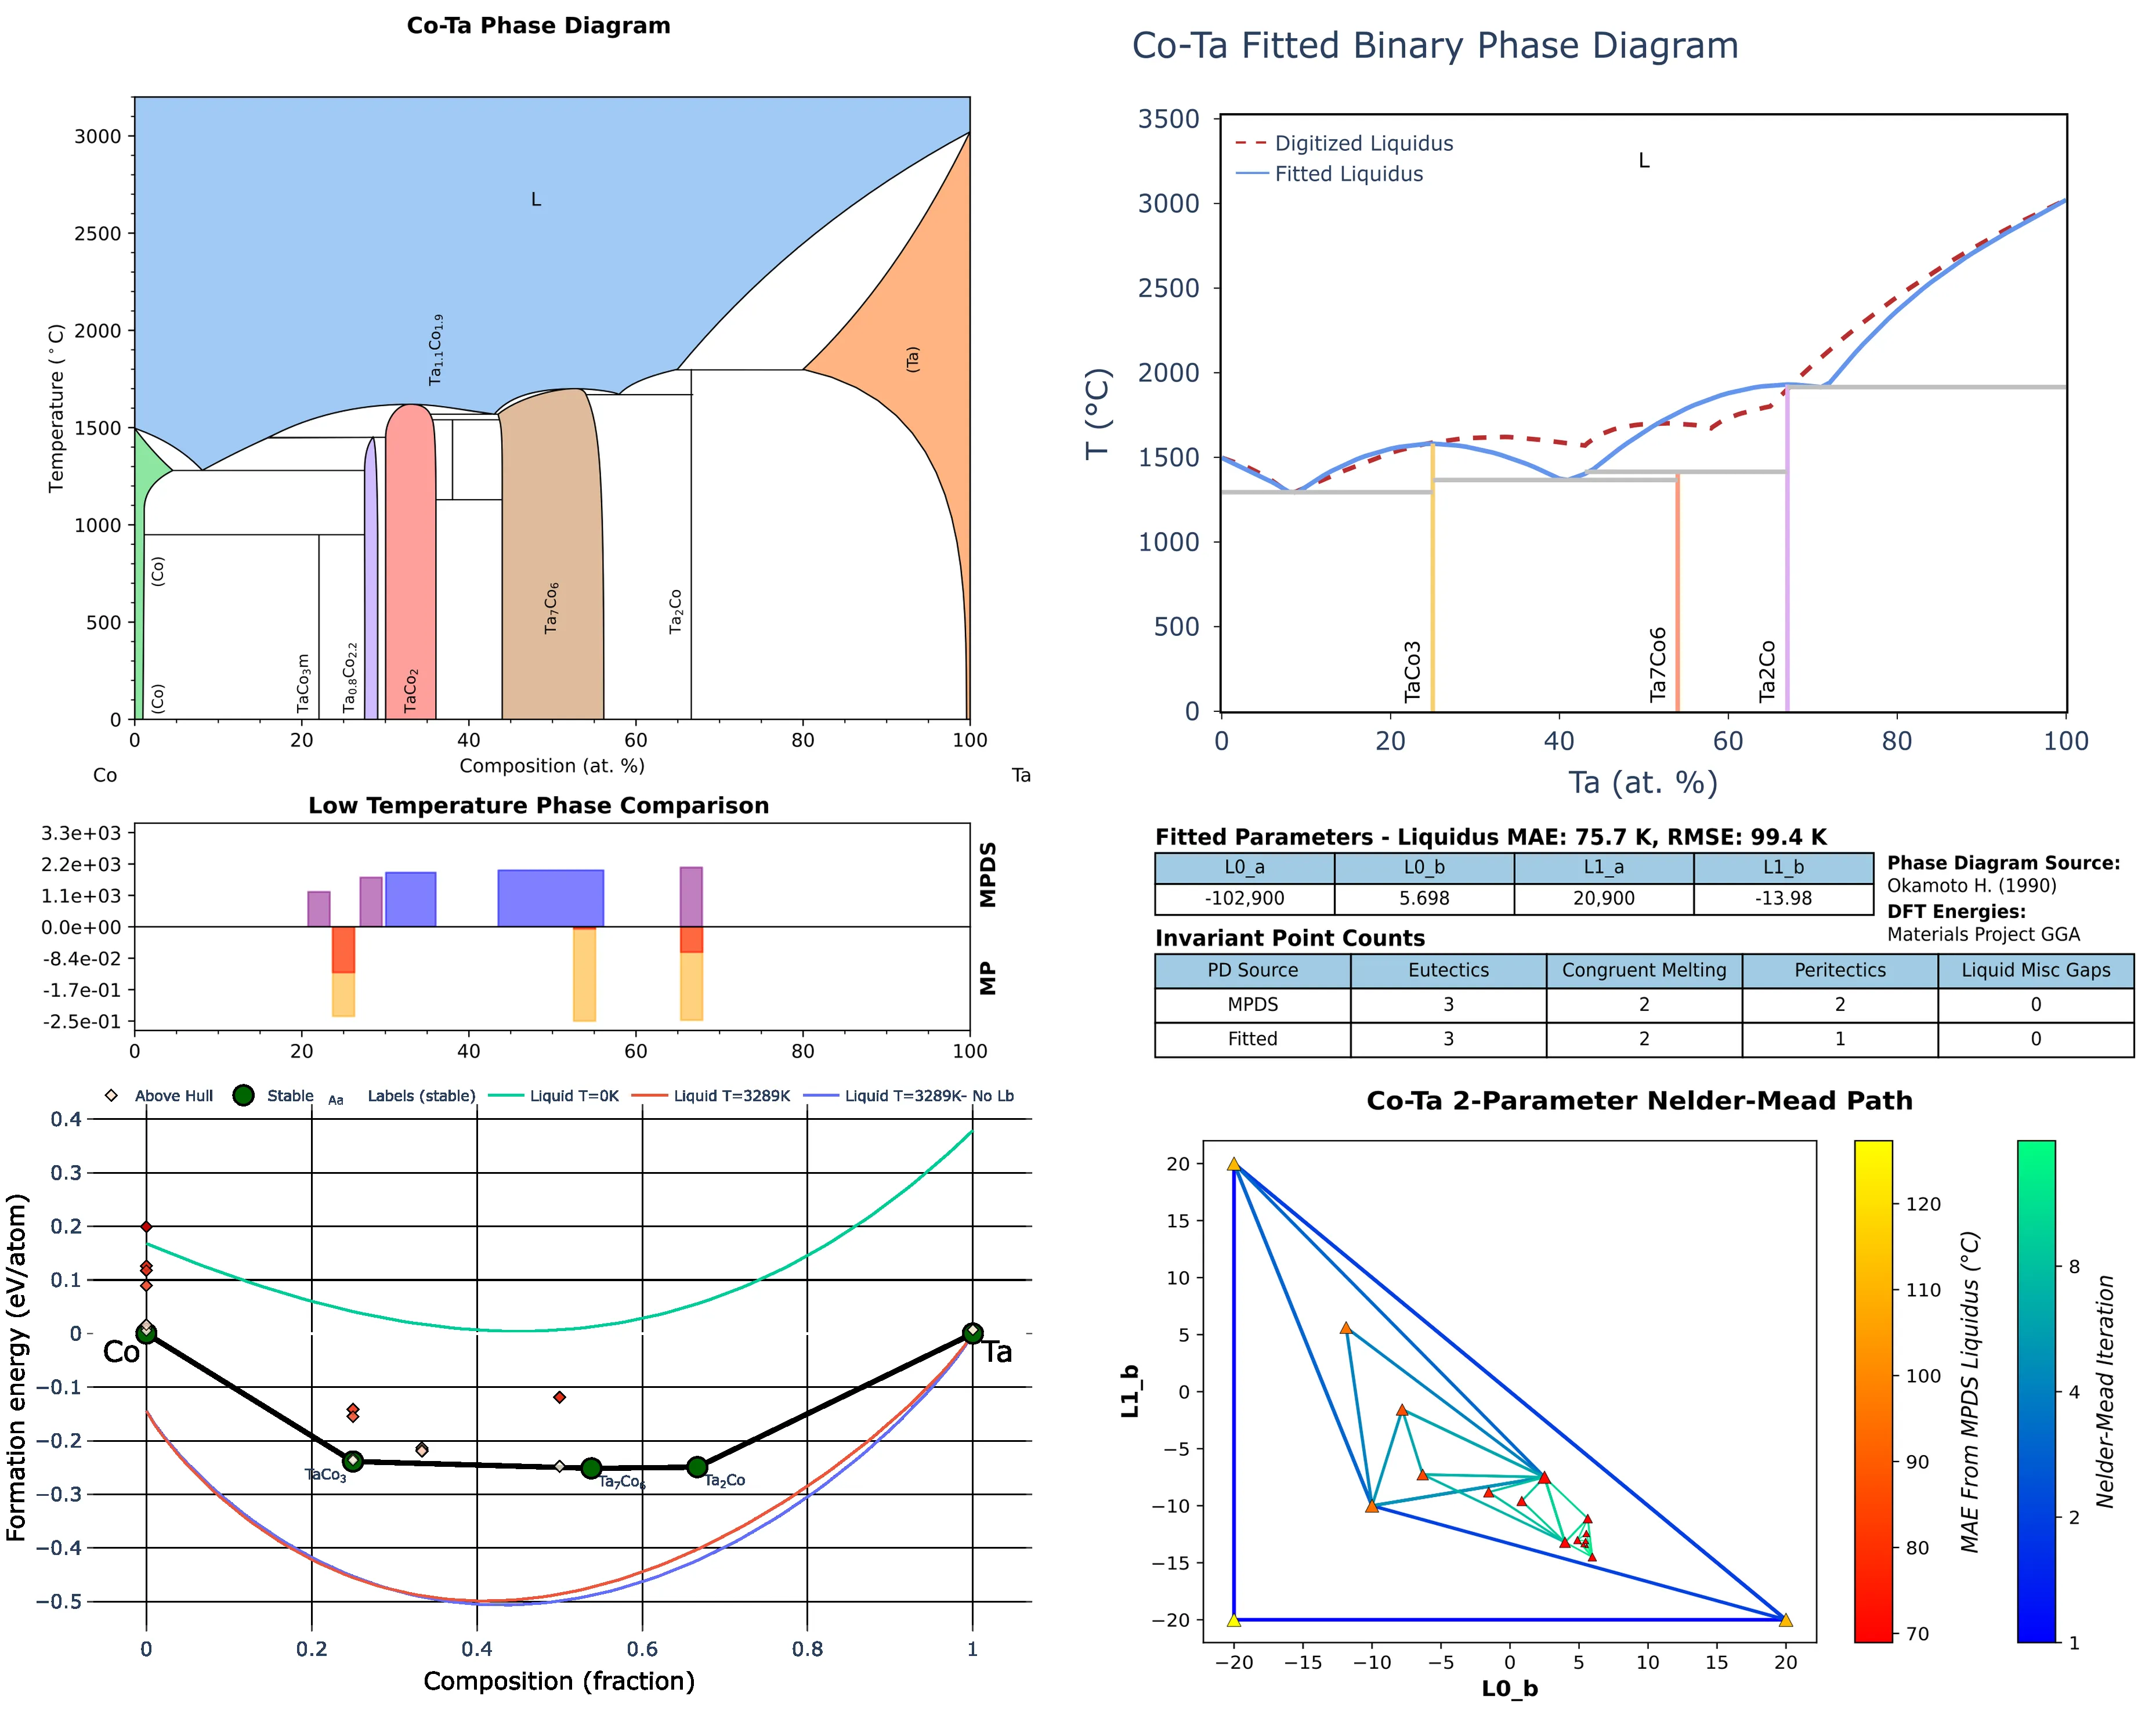 Co-Ta Phase Diagram
Temperature (°C)
3000
2500
2000
1500
1000
500
0
L
Ta1.1Co1.9
(Ta)
(Co)
(Co)
TaCo3m
Ta0.8Co2.2
TaCo2
Ta7Co6
Ta2Co
0 20 40 60 80 100
Composition (at. %)
Co Ta
Co-Ta Fitted Binary Phase Diagram
T (°C)
3500
3000
2500
2000
1500
1000
500
0
Digitized Liquidus
Fitted Liquidus
L
TaCo3
Ta7Co6
Ta2Co
0 20 40 60 80 100
Ta (at. %)
Low Temperature Phase Comparison
3.3e+03
2.2e+03
1.1e+03
0.0e+00
-8.4e-02
-1.7e-01
-2.5e-01
MPDS
MP
0 20 40 60 80 100
Fitted Parameters - Liquidus MAE: 75.7 K, RMSE: 99.4 K
L0_a L0_b L1_a L1_b
-102,900 5.698 20,900 -13.98
Phase Diagram Source:
Okamoto H. (1990)
DFT Energies:
Materials Project GGA
Invariant Point Counts
PD Source Eutectics Congruent Melting Peritectics Liquid Misc Gaps
MPDS 3 2 2 0
Fitted 3 2 1 0
Above Hull Stable Aa Labels (stable) Liquid T=0K Liquid T=3289K Liquid T=3289K- No Lb
Formation energy (eV/atom)
0.4
0.3
0.2
0.1
0
−0.1
−0.2
−0.3
−0.4
−0.5
Co
Ta
TaCo3
Ta7Co6
Ta2Co
0 0.2 0.4 0.6 0.8 1
Composition (fraction)
Co-Ta 2-Parameter Nelder-Mead Path
L1_b
20
15
10
5
0
−5
−10
−15
−20
−20 −15 −10 −5 0 5 10 15 20
L0_b
120
110
100
90
80
70
MAE From MPDS Liquidus (°C)
8
4
2
1
Nelder-Mead Iteration